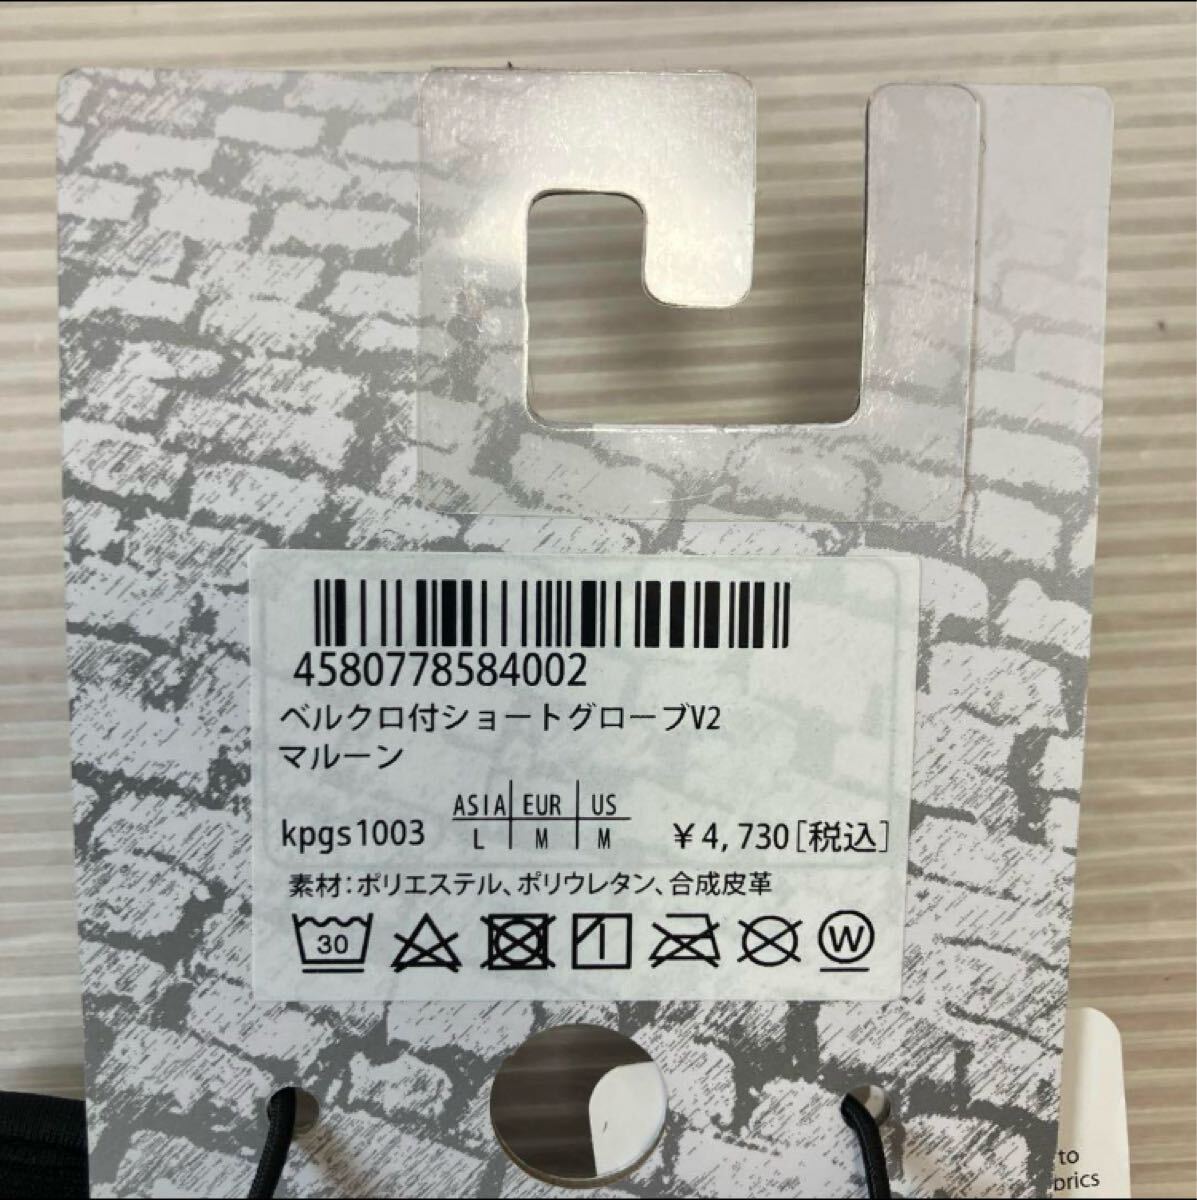 4580778584002
ベルクロ付ショートグローブV2
マルーン
ASIA EUR US
kpgs1003 L M M ¥4,730[税込]
素材:ポリエステル、ポリウレタン、合成皮革
30 W
to
brics